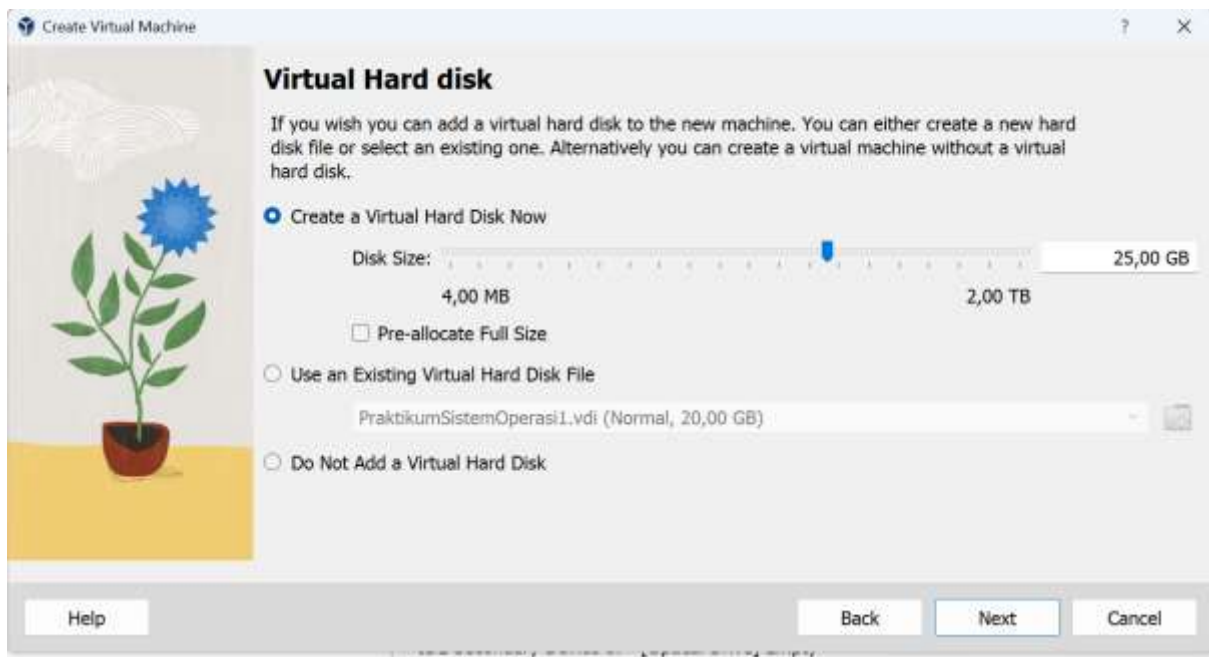 Create Virtual Machine
?
Virtual Hard disk
If you wish you can add a virtual hard disk to the new machine. You can either create a new hard
disk file or select an existing one. Alternatively you can create a virtual machine without a virtual
hard disk.
Create a Virtual Hard Disk Now
Disk Size:
25,00 GB
4,00 MB
2,00 TB
Pre-allocate Full Size
Use an Existing Virtual Hard Disk File
PraktikumSistemOperasi1.vdi (Normal, 20,00 GB)
Do Not Add a Virtual Hard Disk
Help
Back
Next
Cancel